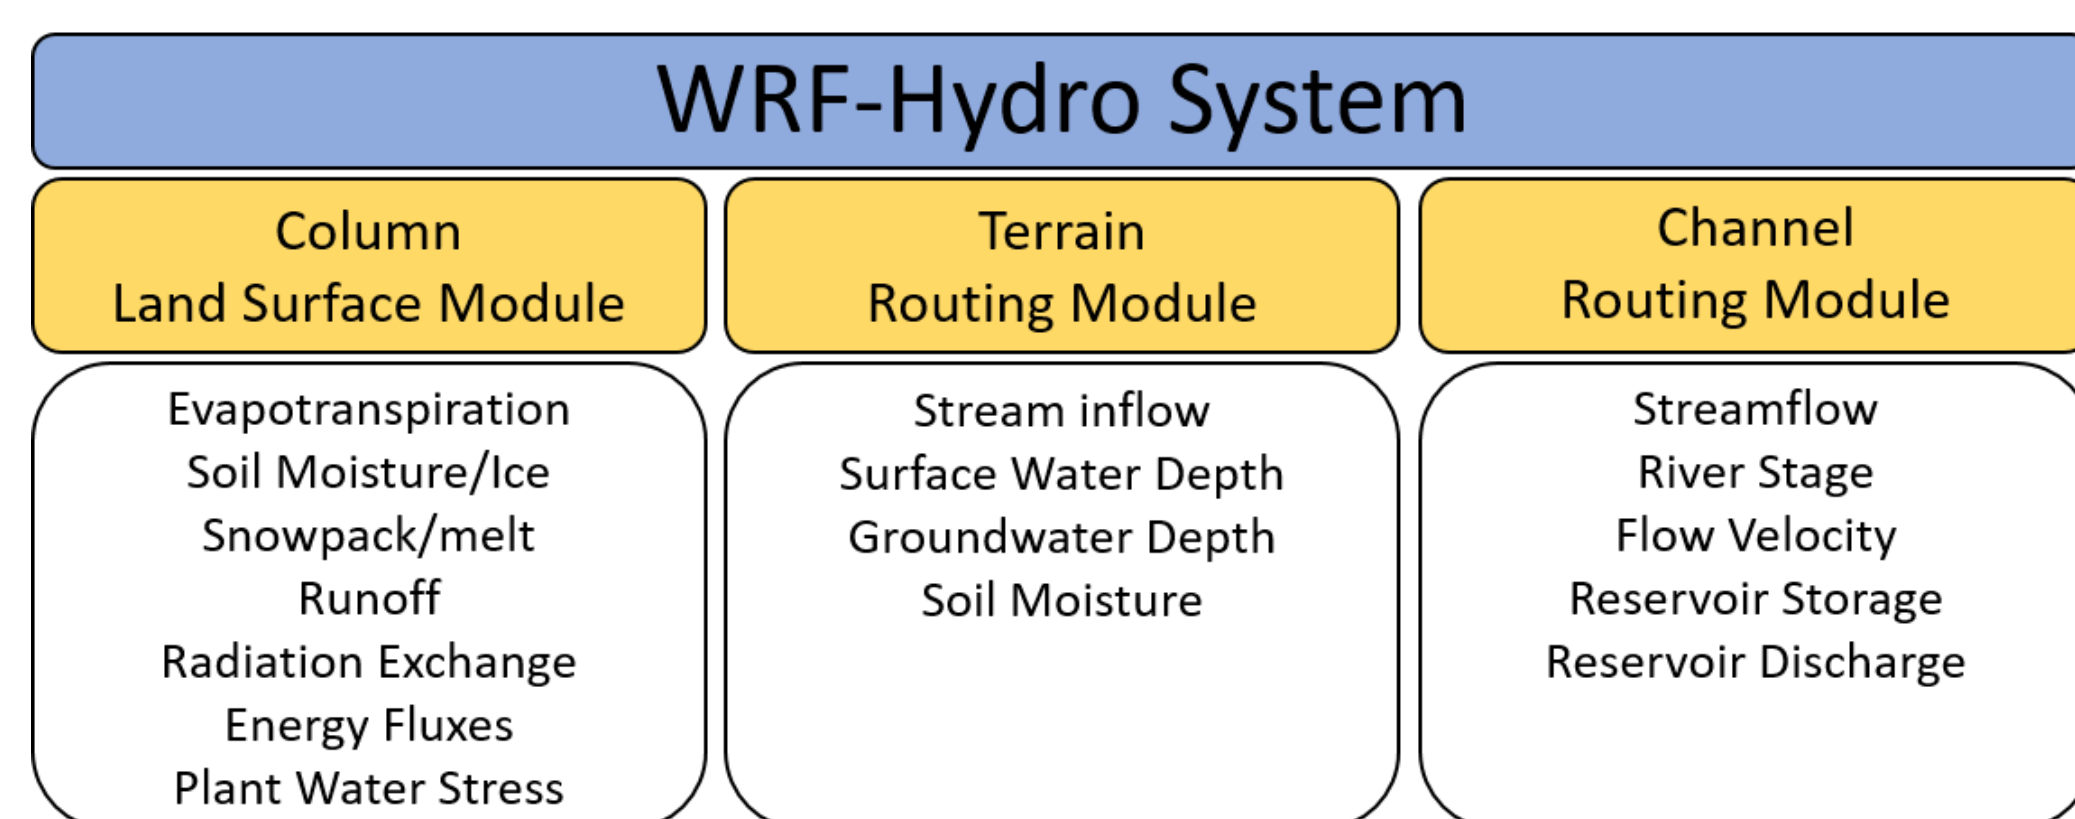 WRF-Hydro System
Column
Land Surface Module
Evapotranspiration
Soil Moisture/Ice
Snowpack/melt
Runoff
Radiation Exchange
Energy Fluxes
Plant Water Stress
Terrain
Routing Module
Stream inflow
Surface Water Depth
Groundwater Depth
Soil Moisture
Channel
Routing Module
Streamflow
River Stage
Flow Velocity
Reservoir Storage
Reservoir Discharge